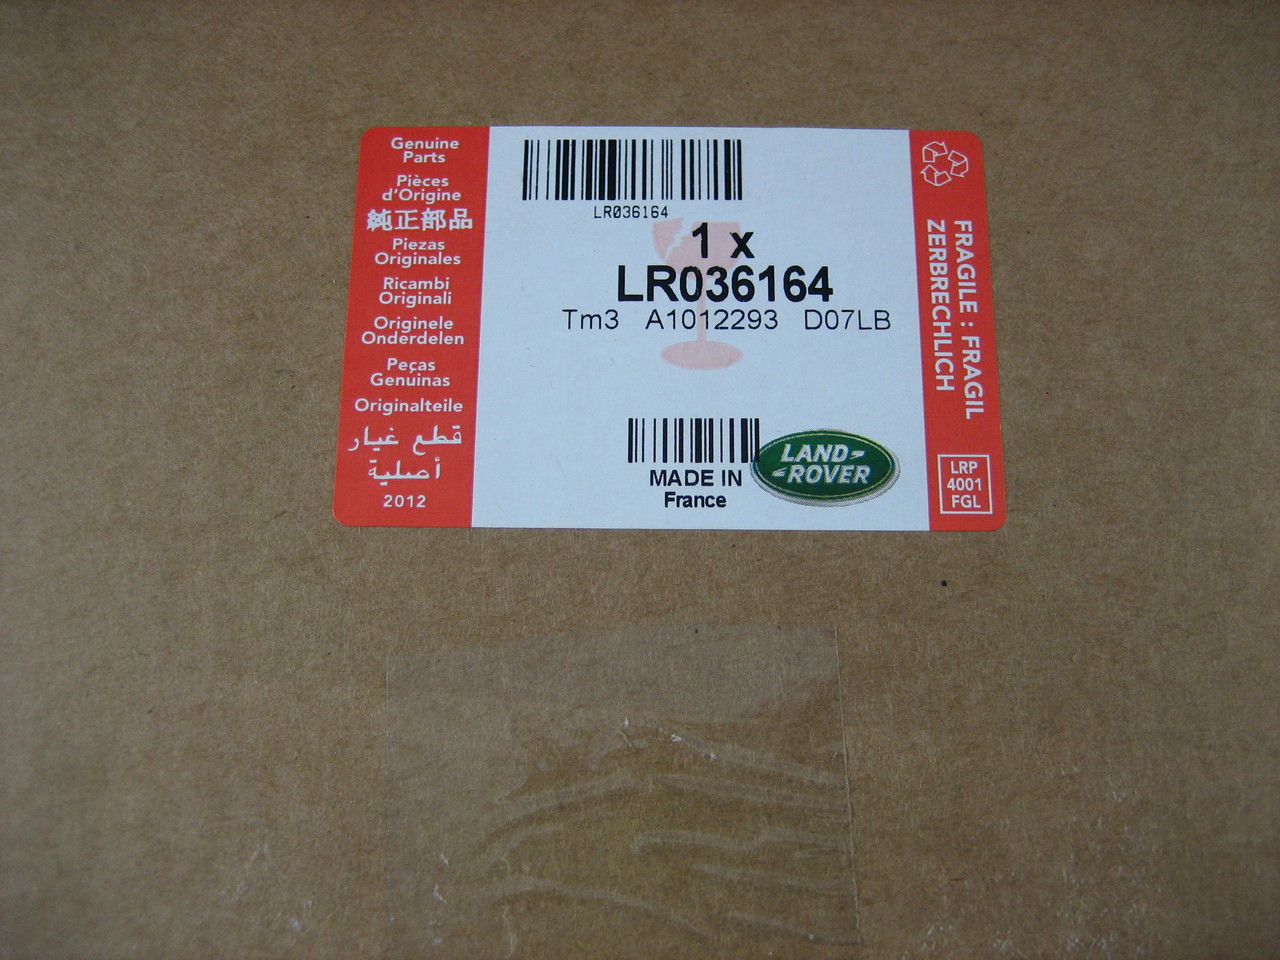 Genuine
Parts
Pièces
d'Origine
純正部品
Piezas
Originales
Ricambi
Originali
Originele
Onderdelen
Peças
Genuinas
Originalteile
قطع غيار
أصلية
2012
LR036164
1 x
LR036164
Tm3 A1012293 D07LB
MADE IN
France
LAND-
-ROVER
FRAGILE : FRAGIL
ZERBRECHLICH
LRP
4001
FGL